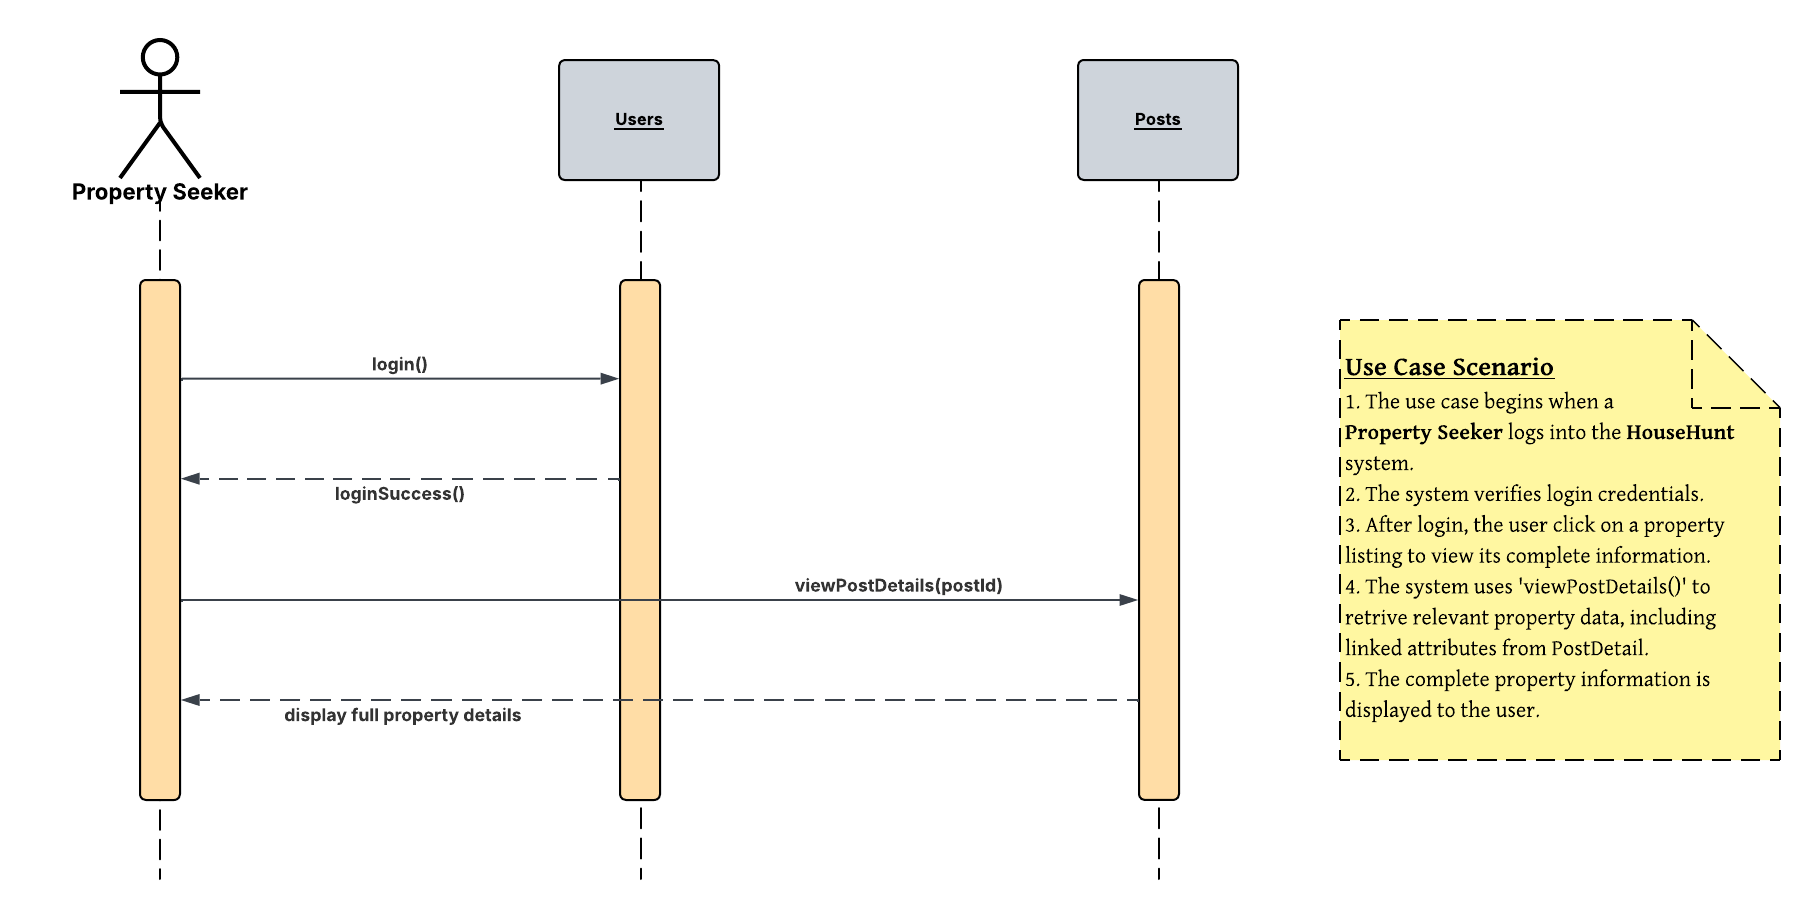 Property Seeker
Users
Posts
login()
loginSuccess()
viewPostDetails(postId)
display full property details
Use Case Scenario
1. The use case begins when a
Property Seeker logs into the HouseHunt
system.
2. The system verifies login credentials.
3. After login, the user click on a property
listing to view its complete information.
4. The system uses 'viewPostDetails()' to
retrive relevant property data, including
linked attributes from PostDetail.
5. The complete property information is
displayed to the user.